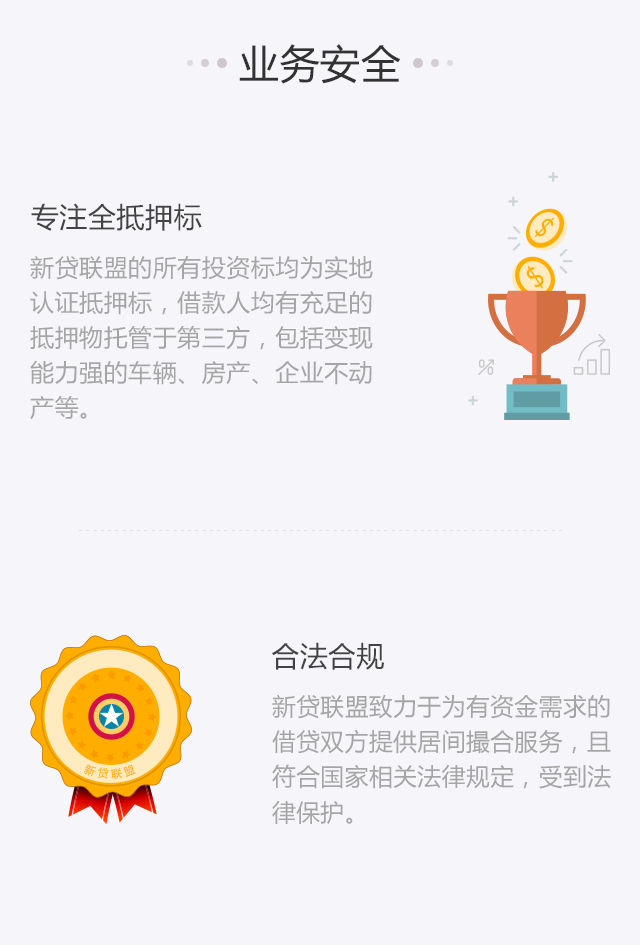 业务安全
专注全抵押标
新贷联盟的所有投资标均为实地
认证抵押标，借款人均有充足的
抵押物托管于第三方，包括变现
能力强的车辆、房产、企业不动
产等。
$
$
%
合法合规
新贷联盟致力于为有资金需求的
借贷双方提供居间撮合服务，且
符合国家相关法律规定，受到法
律保护。
新贷联盟